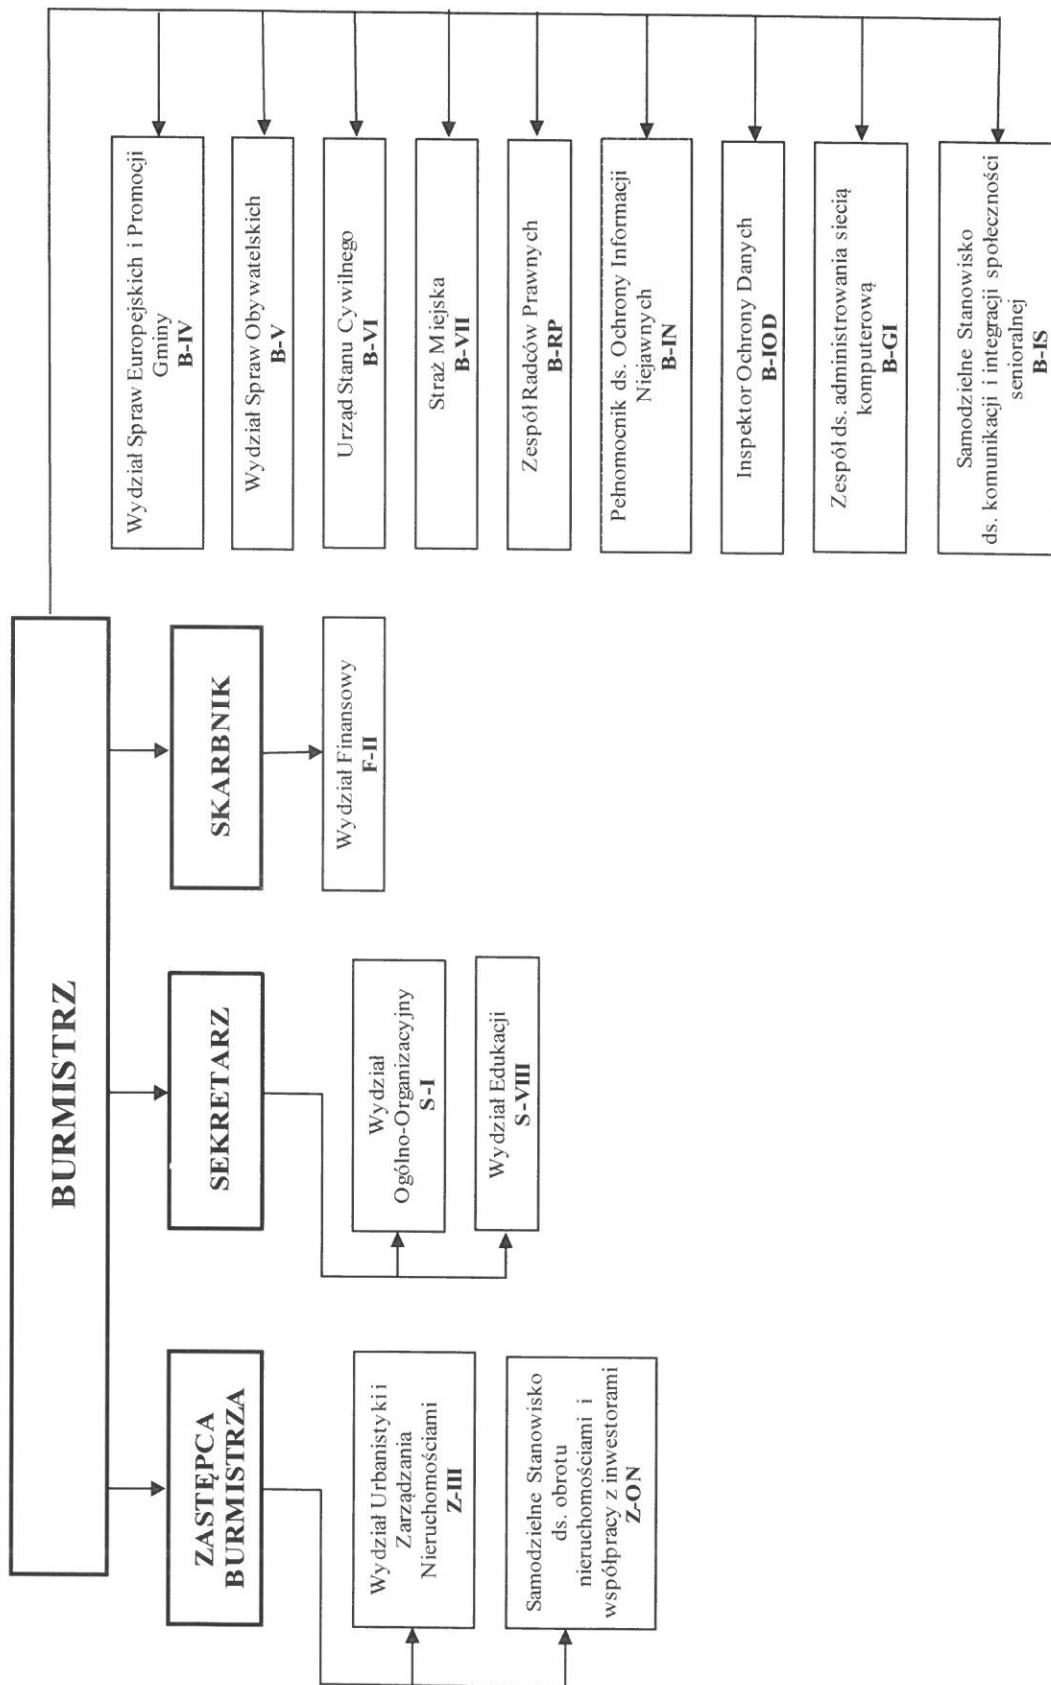 BURMISTRZ
ZASTĘPCA
BURMISTRZA
SEKRETARZ
SKARBNIK
Wydział Urbanistyki i
Zarządzania
Nieruchomościami
Z-III
Samodzielne Stanowisko
ds. obrotu
nieruchomościami i
współpracy z inwestorami
Z-ON
Wydział
Ogólno-Organizacyjny
S-I
Wydział Edukacji
S-VIII
Wydział Finansowy
F-II
Wydział Spraw Europejskich i Promocji
Gminy
B-IV
Wydział Spraw Obywatelskich
B-V
Urząd Stanu Cywilnego
B-VI
Straż Miejska
B-VII
Zespół Radców Prawnych
B-RP
Pełnomocnik ds. Ochrony Informacji
Niejawnych
B-IN
Inspektor Ochrony Danych
B-IOD
Zespół ds. administrowania siecią
komputerową
B-GI
Samodzielne Stanowisko
ds. komunikacji i integracji społeczności
senioralnej
B-IS